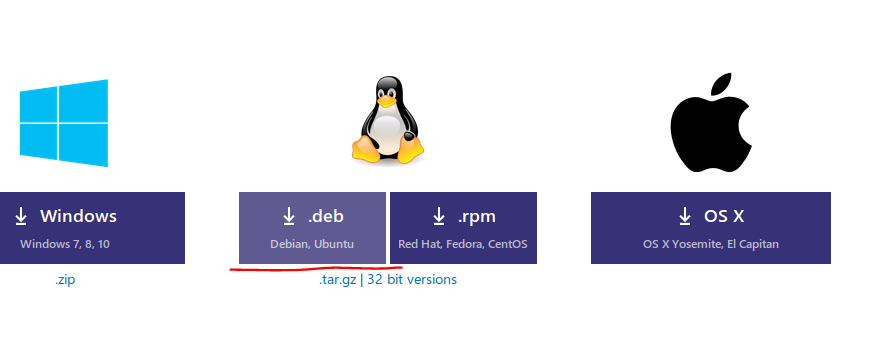 Windows
Windows 7, 8, 10
.zip
.deb
Debian, Ubuntu
.rpm
Red Hat, Fedora, CentOS
.tar.gz | 32 bit versions
OS X
OS X Yosemite, El Capitan